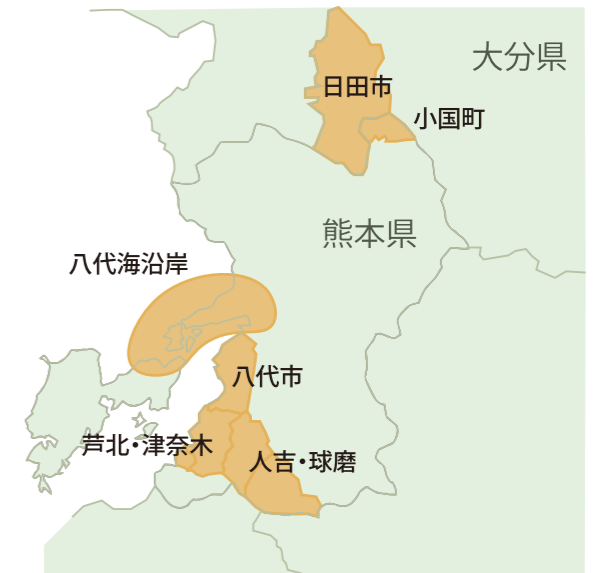 大分県
日田市
小国町
熊本県
八代海沿岸
八代市
芦北・津奈木
人吉・球磨